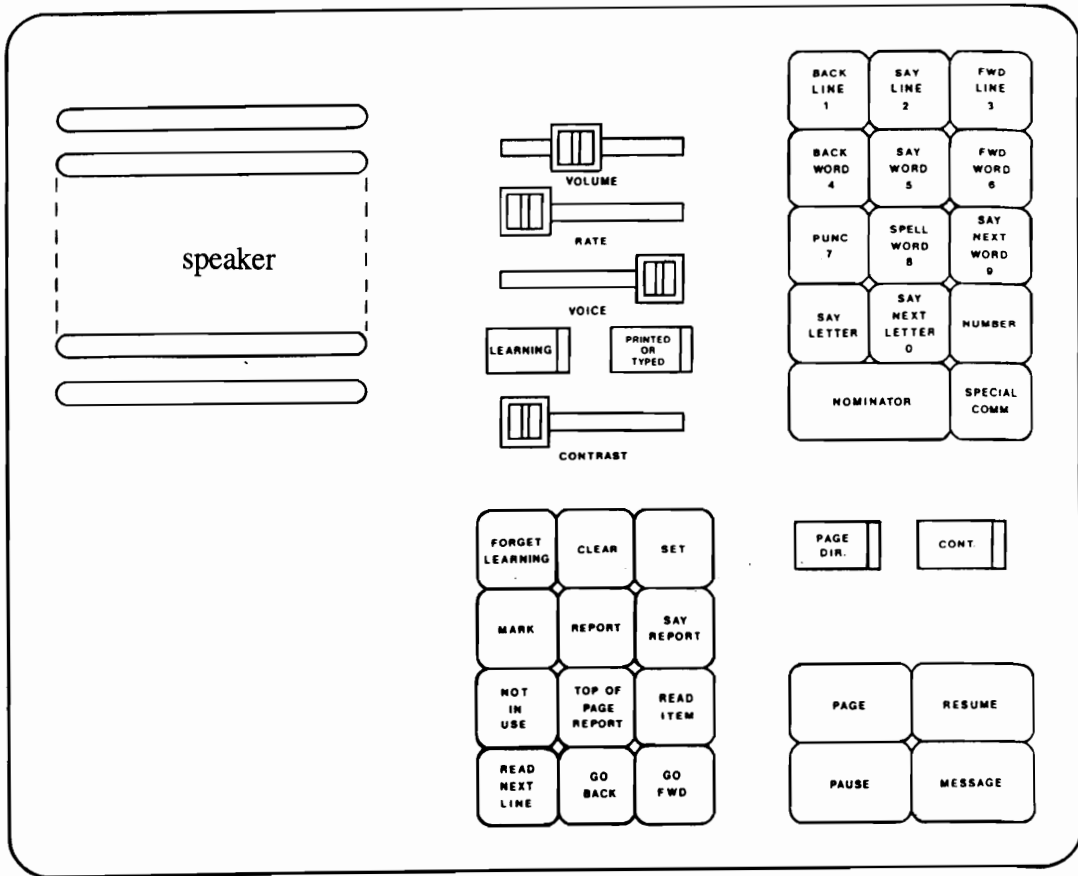 speaker
VOLUME
RATE
VOICE
LEARNING
PRINTED
OR
TYPED
CONTRAST
BACK
LINE
1
SAY
LINE
2
FWD
LINE
3
BACK
WORD
4
SAY
WORD
5
FWD
WORD
6
PUNC
7
SPELL
WORD
8
SAY
NEXT
WORD
9
SAY
LETTER
SAY
NEXT
LETTER
0
NUMBER
NOMINATOR
SPECIAL
COMM
FORGET
LEARNING
CLEAR
SET
MARK
REPORT
SAY
REPORT
NOT
IN
USE
TOP OF
PAGE
REPORT
READ
ITEM
READ
NEXT
LINE
GO
BACK
GO
FWD
PAGE
DIR.
CONT.
PAGE
RESUME
PAUSE
MESSAGE